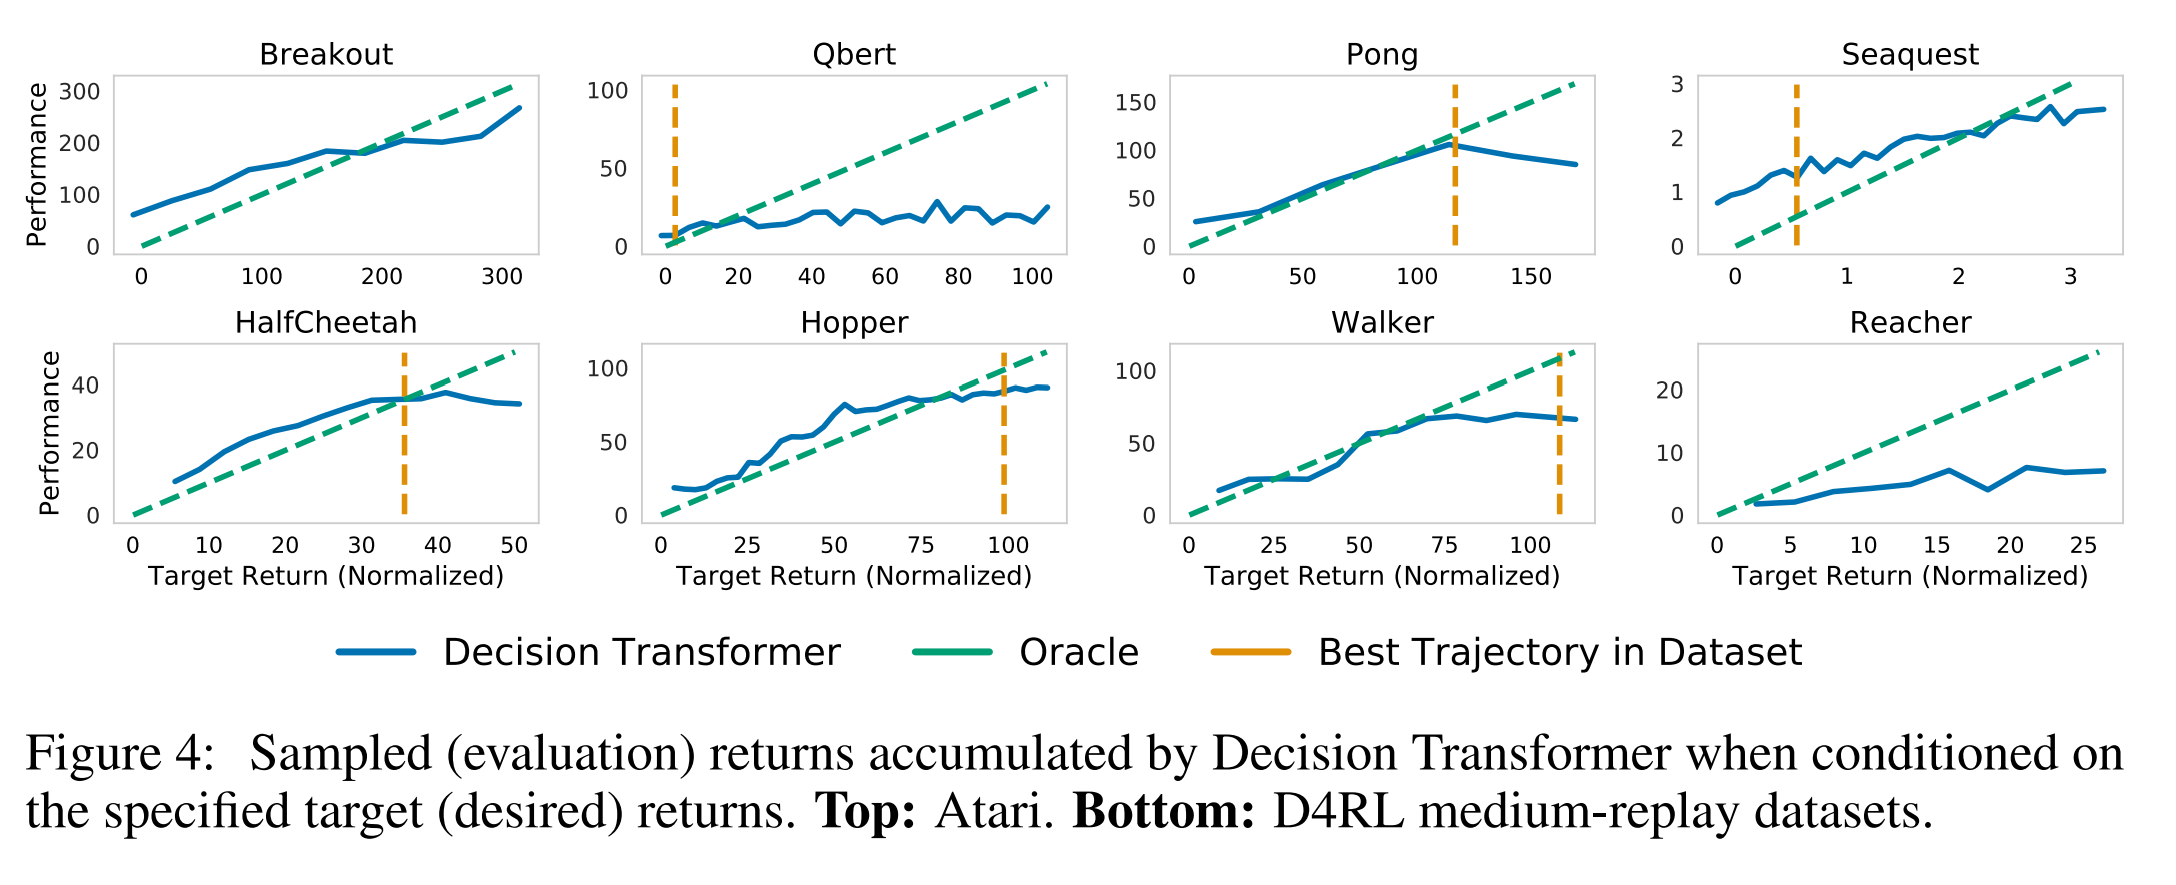 Breakout Qbert Pong Seaquest
Performance
300
200
100
0
0 100 200 300
100
50
0
0 20 40 60 80 100
150
100
50
0
0 50 100 150
3
2
1
0
0 1 2 3
HalfCheetah Hopper Walker Reacher
Performance
40
20
0
0 10 20 30 40 50
100
50
0
0 25 50 75 100
100
50
0
0 25 50 75 100
20
10
0
0 5 10 15 20 25
Target Return (Normalized) Target Return (Normalized) Target Return (Normalized) Target Return (Normalized)
Decision Transformer Oracle Best Trajectory in Dataset
Figure 4: Sampled (evaluation) returns accumulated by Decision Transformer when conditioned on
the specified target (desired) returns. Top: Atari. Bottom: D4RL medium-replay datasets.